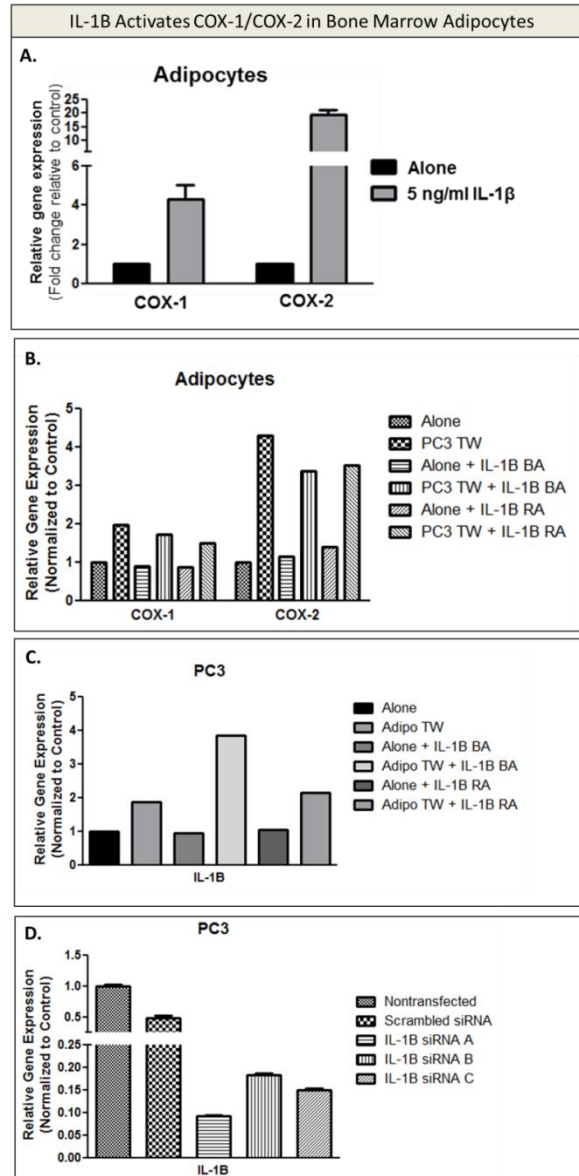 IL-1B Activates COX-1/COX-2 in Bone Marrow Adipocytes
A.
Adipocytes
Relative gene expression
(Fold change relative to control)
25
20
15
10
6
4
2
0
COX-1
COX-2
Alone
5 ng/ml IL-1β
B.
Adipocytes
Relative Gene Expression
(Normalized to Control)
5
4
3
2
1
0
COX-1
COX-2
Alone
PC3 TW
Alone + IL-1B BA
PC3 TW + IL-1B BA
Alone + IL-1B RA
PC3 TW + IL-1B RA
C.
PC3
Relative Gene Expression
(Normalized to Control)
5
4
3
2
1
0
IL-1B
Alone
Adipo TW
Alone + IL-1B BA
Adipo TW + IL-1B BA
Alone + IL-1B RA
Adipo TW + IL-1B RA
D.
PC3
Relative Gene Expression
(Normalized to Control)
1.5
1.0
0.5
0.20
0.15
0.10
0.05
0.00
IL-1B
Nontransfected
Scrambled siRNA
IL-1B siRNA A
IL-1B siRNA B
IL-1B siRNA C